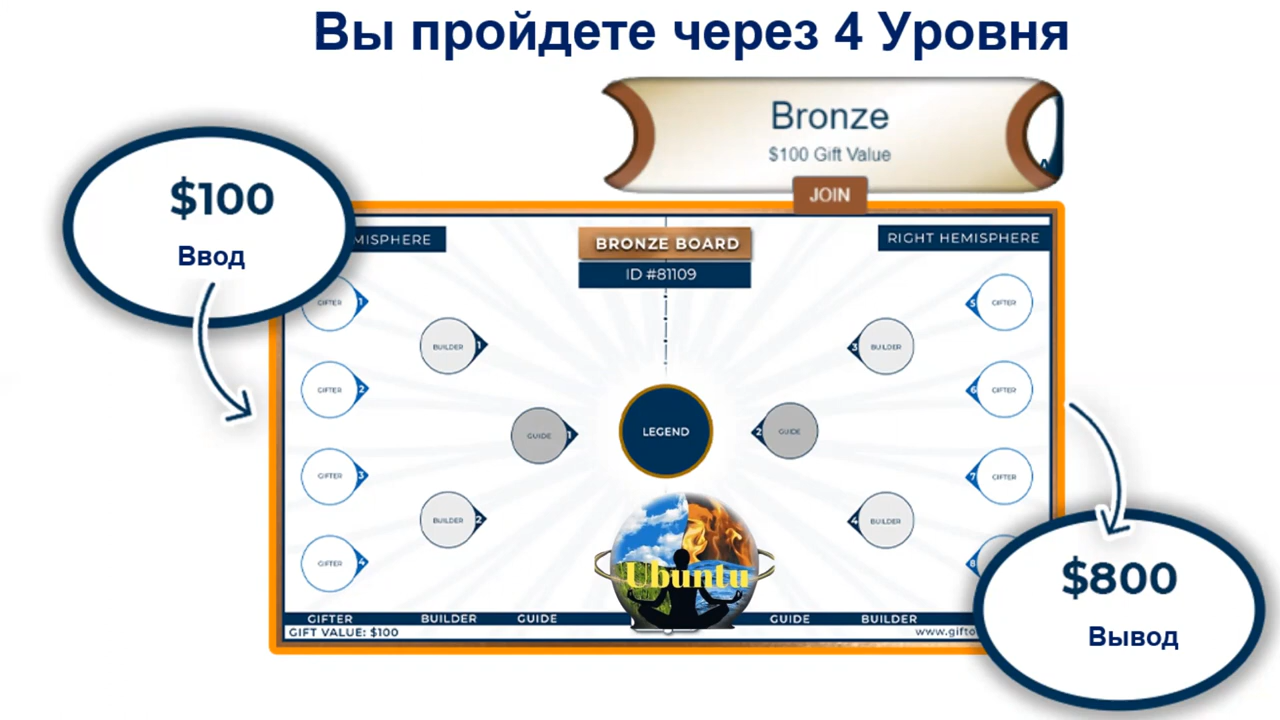 Вы пройдете через 4 Уровня
Bronze
$100 Gift Value
JOIN
$100
Ввод
MISPHERE
BRONZE BOARD
ID #81109
RIGHT HEMISPHERE
GIFTER 1
5 GIFTER
BUILDER 1
3 BUILDER
GIFTER 2
6 GIFTER
GUIDE 1
LEGEND
2 GUIDE
GIFTER 3
7 GIFTER
BUILDER 2
4 BUILDER
GIFTER 4
8
Ubuntu
$800
Вывод
GIFTER BUILDER GUIDE GUIDE BUILDER
GIFT VALUE: $100